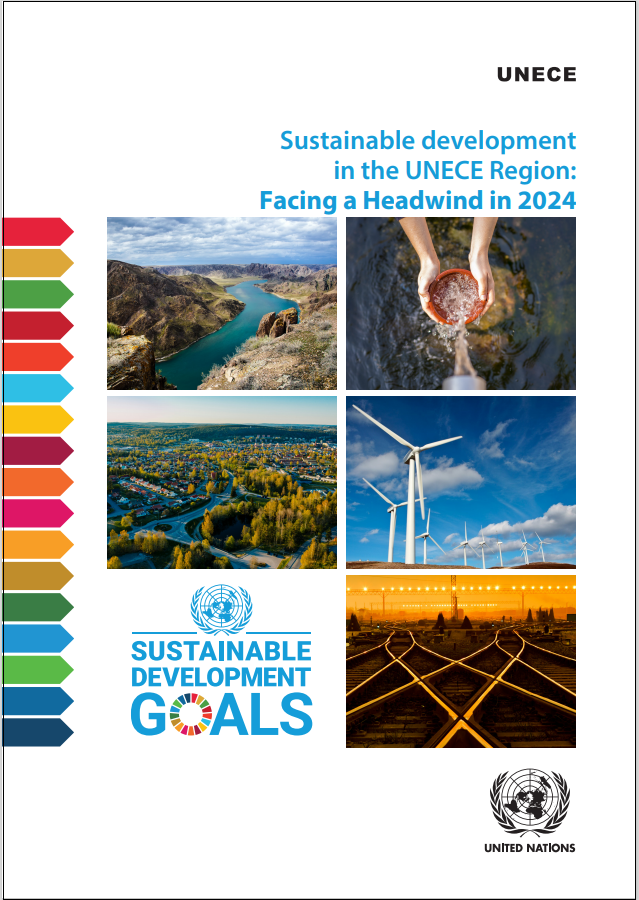 UNECE
Sustainable development
in the UNECE Region:
Facing a Headwind in 2024
SUSTAINABLE
DEVELOPMENT
GOALS
UNITED NATIONS